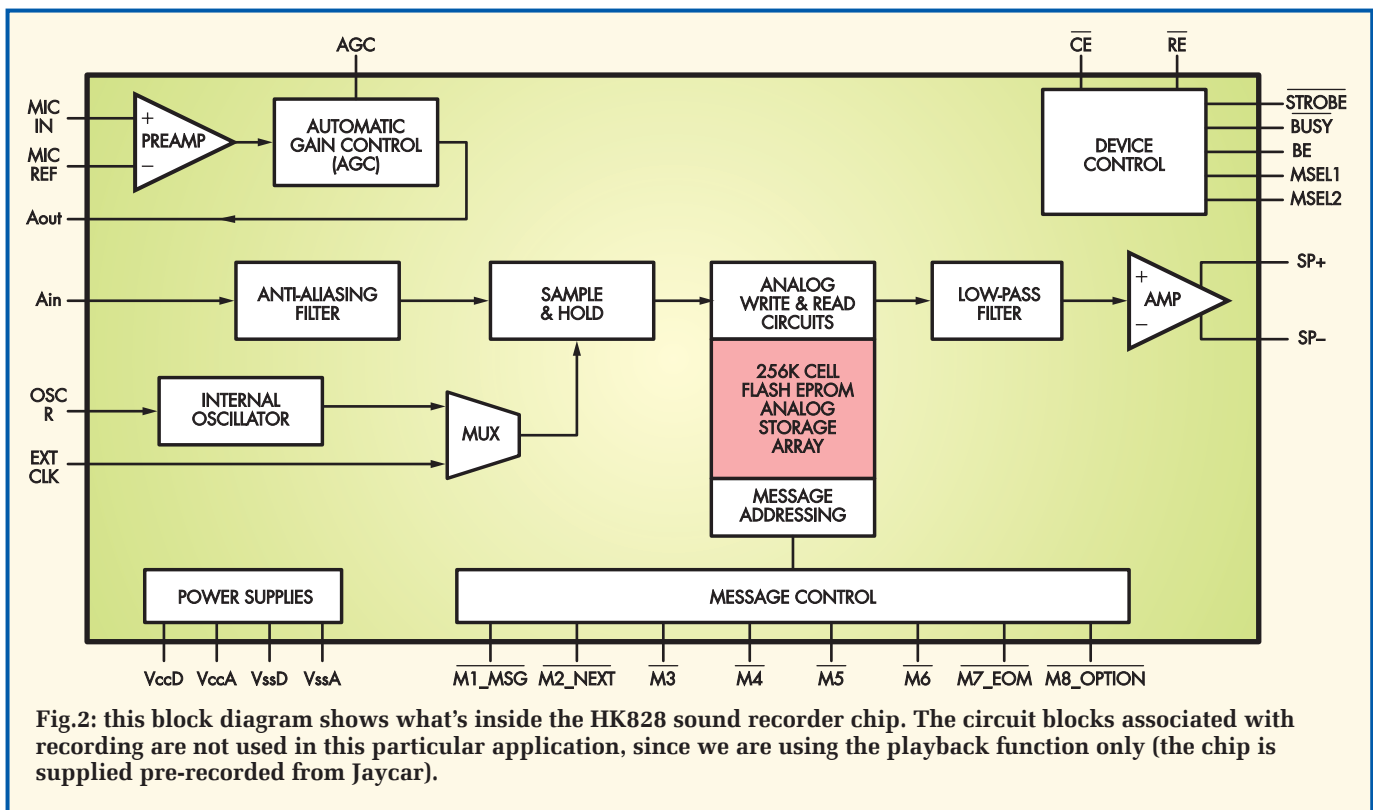 AGC
CE
RE
MIC
IN
MIC
REF
Aout
+
PREAMP
−
AUTOMATIC
GAIN CONTROL
(AGC)
DEVICE
CONTROL
STROBE
BUSY
BE
MSEL1
MSEL2
Ain
ANTI-ALIASING
FILTER
SAMPLE
& HOLD
ANALOG
WRITE & READ
CIRCUITS
LOW-PASS
FILTER
+
AMP
−
SP+
SP–
256K CELL
FLASH EPROM
ANALOG
STORAGE
ARRAY
OSC
R
INTERNAL
OSCILLATOR
MUX
EXT
CLK
MESSAGE
ADDRESSING
POWER SUPPLIES
MESSAGE CONTROL
VccD VccA VssD VssA
M1_MSG M2_NEXT M3 M4 M5 M6 M7_EOM M8_OPTION
Fig.2: this block diagram shows what’s inside the HK828 sound recorder chip. The circuit blocks associated with
recording are not used in this particular application, since we are using the playback function only (the chip is
supplied pre-recorded from Jaycar).